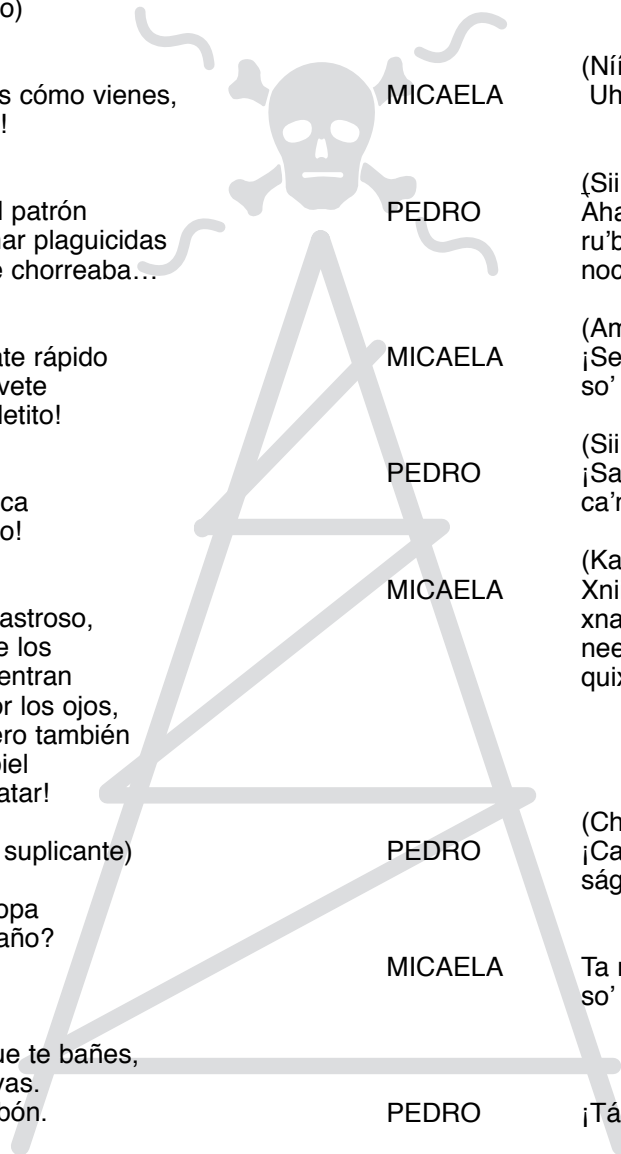 o)
s cómo vienes,
!
l patrón
ar plaguicidas
e chorreaba…
te rápido
vete
letito!
ca
o!
astroso,
e los
entran
or los ojos,
ero también
piel
atar!
suplicante)
opa
año?
ue te bañes,
vas.
bón.
(Níí
MICAELA Uh
(Sii
PEDRO Aha
ru’b
noc
(Am
MICAELA ¡Se
so’
(Sii
PEDRO ¡Sa
ca’r
(Ka
MICAELA Xni
xna
nee
quix
(Ch
PEDRO ¡Ca
ság
MICAELA Ta
so’
PEDRO ¡Tá